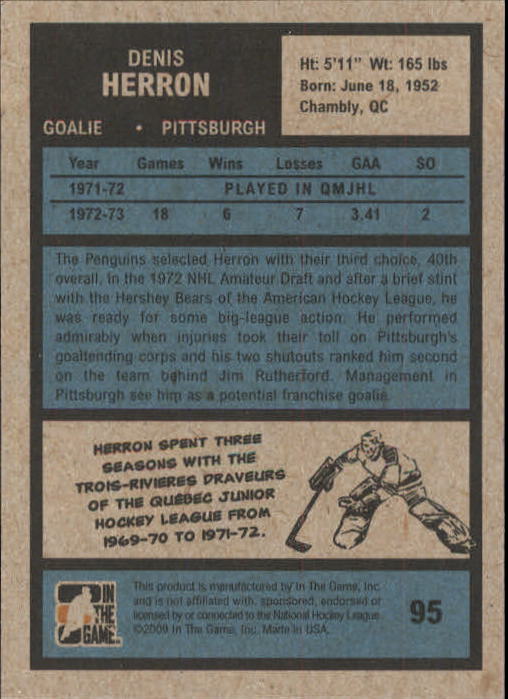 DENIS
HERRON
GOALIE • PITTSBURGH
Ht: 5'11" Wt: 165 lbs
Born: June 18, 1952
Chambly, QC
Year Games Wins Losses GAA SO
1971-72 PLAYED IN QMJHL
1972-73 18 6 7 3.41 2
The Penguins selected Herron with their third choice, 40th
overall, in the 1972 NHL Amateur Draft and after a brief stint
with the Hershey Bears of the American Hockey League, he
was ready for some big-league action. He performed
admirably when injuries took their toll on Pittsburgh's
goaltending corps and his two shutouts ranked him second
on the team behind Jim Rutherford. Management in
Pittsburgh see him as a potential franchise goalie.
HERRON SPENT THREE
SEASONS WITH THE
TROIS-RIVIERES DRAVEURS
OF THE QUEBEC JUNIOR
HOCKEY LEAGUE FROM
1969-70 TO 1971-72.
IN
THE
GAME
This product is manufactured by In The Game, Inc.
and is not affiliated with, sponsored, endorsed or
licensed by or connected to the National Hockey League.
©2009 In The Game, Inc. Made in USA.
95